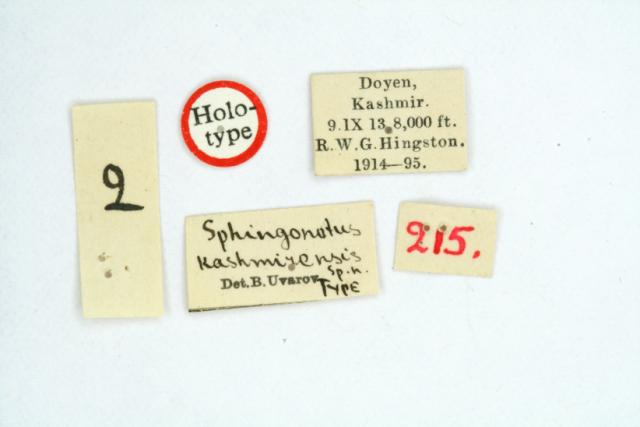 Holo-
type
Doyen,
Kashmir.
9.IX 13 8,000 ft.
R.W.G.Hingston.
1914—95.
Sphingonotus
kashmirensis
Sp.n.
Det. B. Uvarov
TYPE
215.